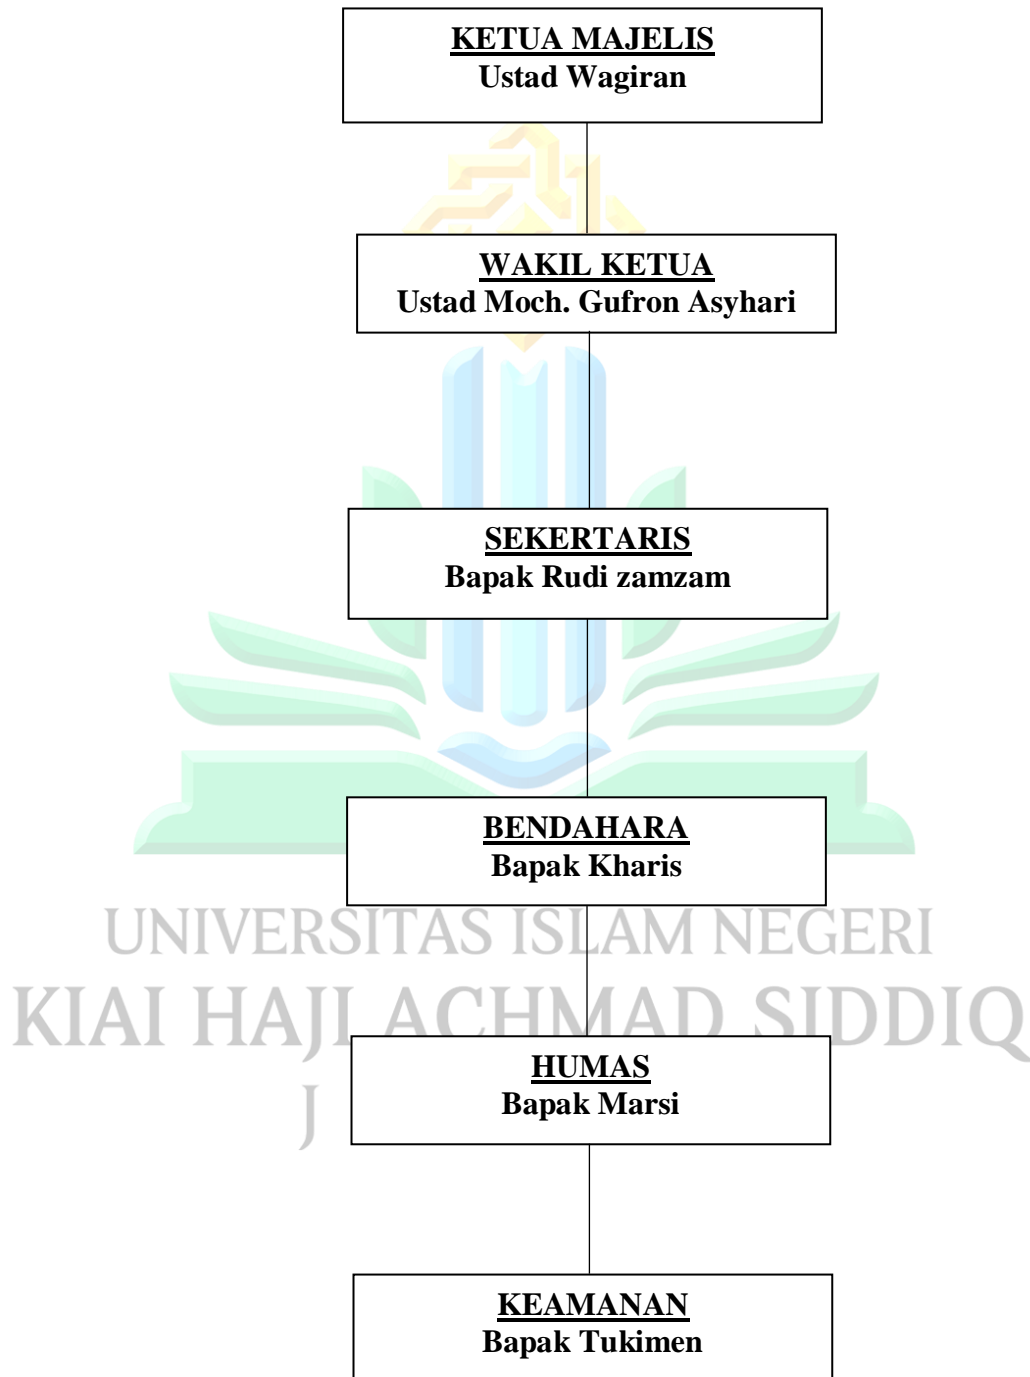 KETUA MAJELIS
Ustad Wagiran
WAKIL KETUA
Ustad Moch. Gufron Asyhari
SEKERTARIS
Bapak Rudi zamzam
BENDAHARA
Bapak Kharis
UNIVERSITAS ISLAM NEGERI
KIAI HAJI ACHMAD SIDDIQ
HUMAS
Bapak Marsi
J
KEAMANAN
Bapak Tukimen